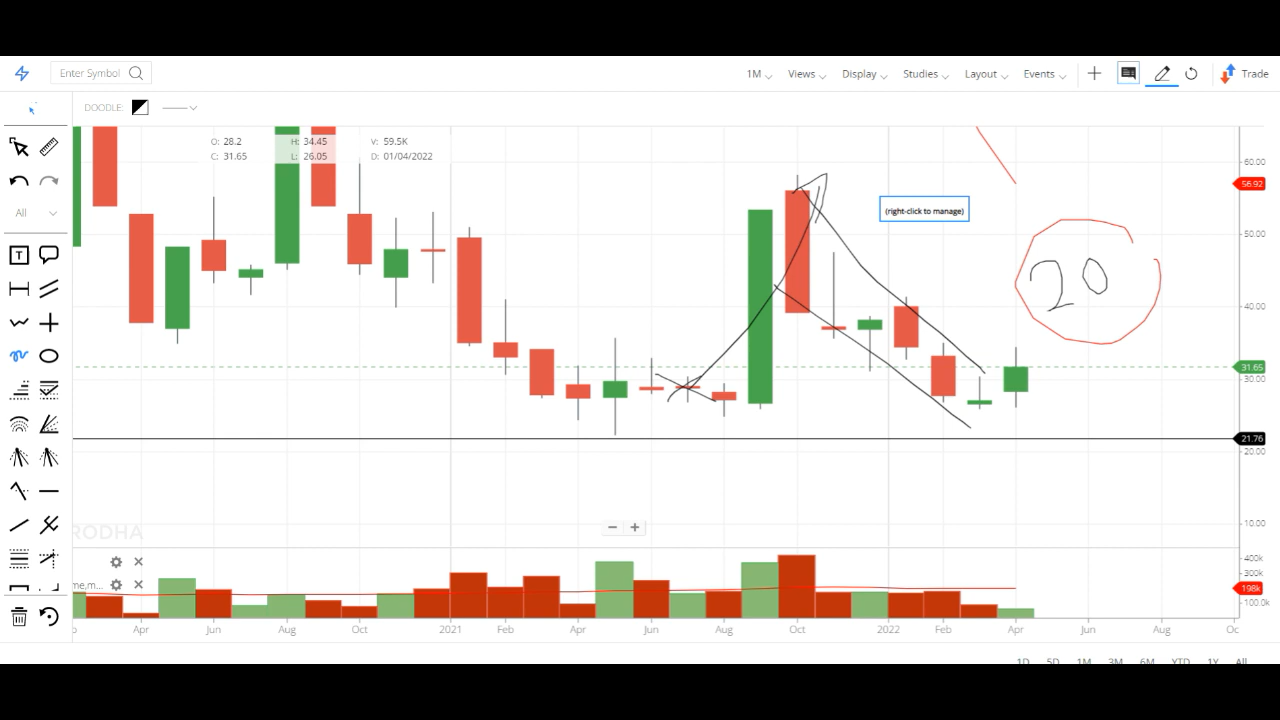 Enter Symbol 1M Views Display Studies Layout Events Trade
DOODLE:
O: 28.2 H: 34.45 V: 59.5K
C: 31.65 L: 26.05 D: 01/04/2022
60.00
56.92
(right-click to manage)
50.00
20
40.00
All
31.65
30.00
21.76
20.00
RODHA
10.00
400k
300k
me,m...
198k
100.0k
Apr Jun Aug Oct 2021 Feb Apr Jun Aug Oct 2022 Feb Apr Jun Aug Oc
1D 5D 1M 3M 6M YTD 1Y All